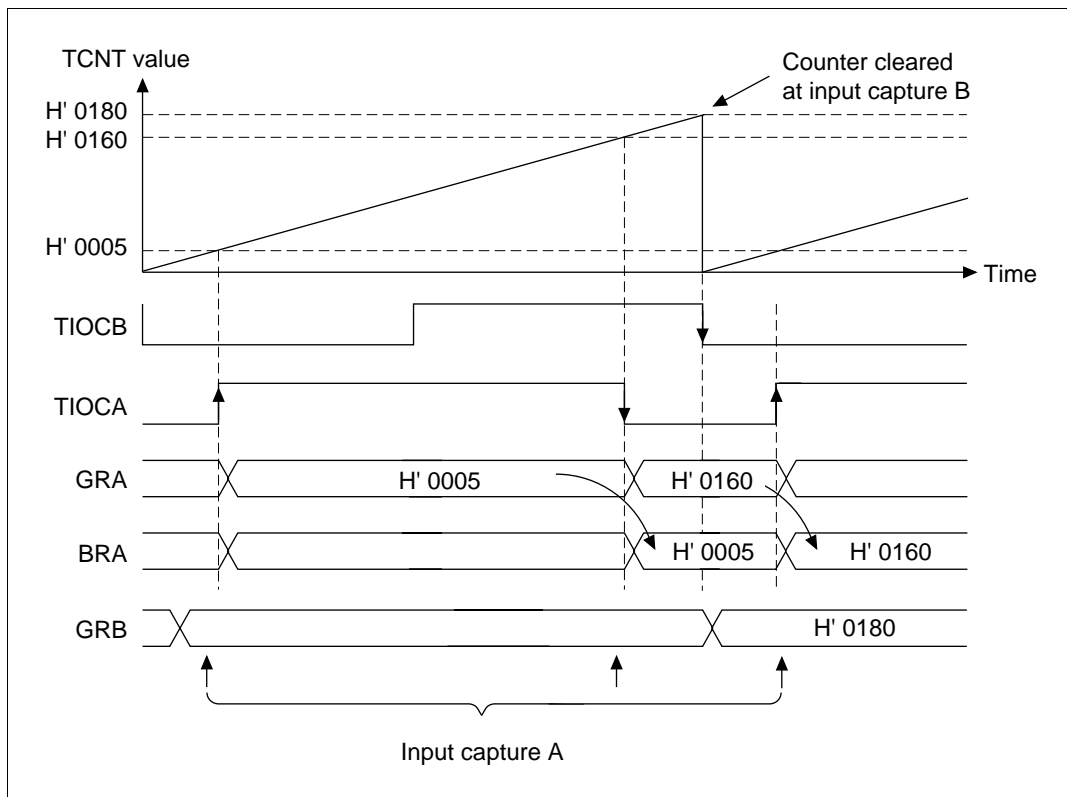 TCNT value
Counter cleared
at input capture B
H' 0180
H' 0160
H' 0005
Time
TIOCB
TIOCA
GRA
H' 0005
H' 0160
BRA
H' 0005
H' 0160
GRB
H' 0180
Input capture A